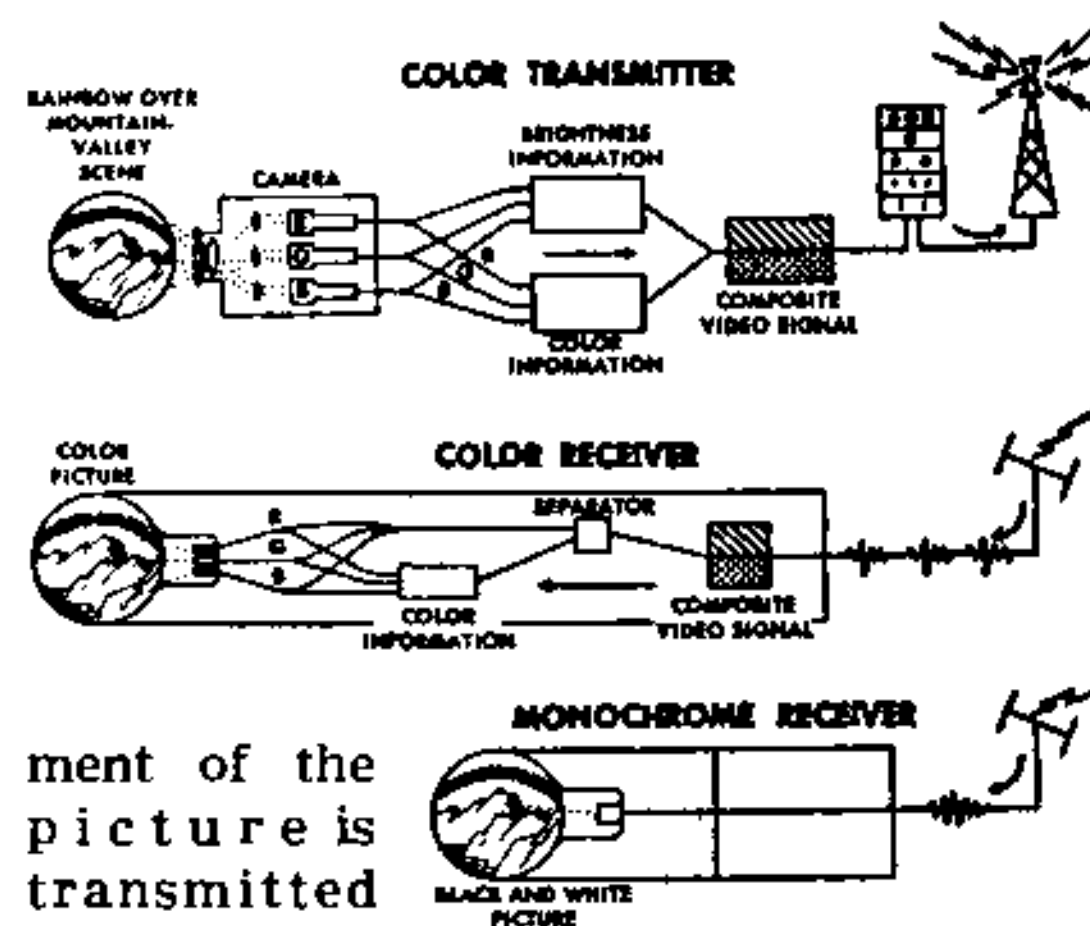 COLOR TRANSMITTER
RAINBOW OVER
MOUNTAIN-
VALLEY
SCENE
CAMERA
BRIGHTNESS
INFORMATION
R
G
B
COLOR
INFORMATION
COMPOSITE
VIDEO SIGNAL
COLOR RECEIVER
COLOR
PICTURE
R
G
B
SEPARATOR
COLOR
INFORMATION
COMPOSITE
VIDEO SIGNAL
MONOCHROME RECEIVER
BLACK AND WHITE
PICTURE
ment of the
picture is
transmitted